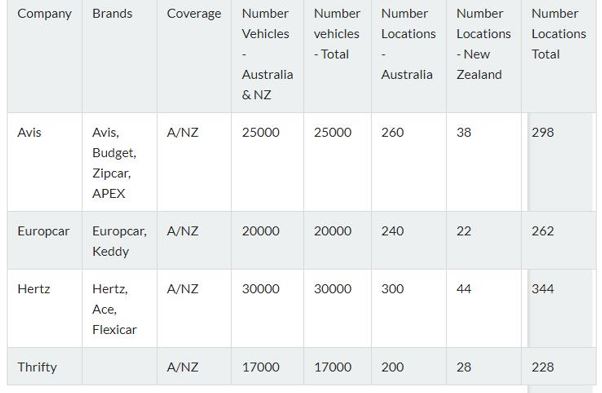 Company Brands Coverage Number Vehicles - Australia & NZ Number vehicles - Total Number Locations - Australia Number Locations - New Zealand Number Locations Total
Avis Avis, Budget, Zipcar, APEX A/NZ 25000 25000 260 38 298
Europcar Europcar, Keddy A/NZ 20000 20000 240 22 262
Hertz Hertz, Ace, Flexicar A/NZ 30000 30000 300 44 344
Thrifty A/NZ 17000 17000 200 28 228